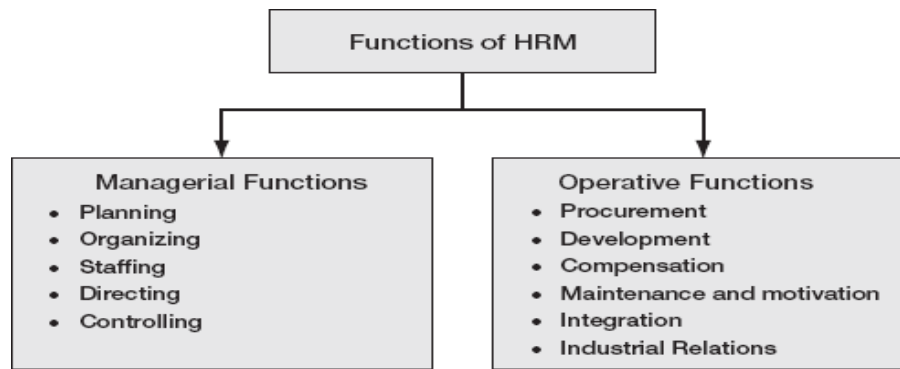 Functions of HRM
Managerial Functions
• Planning
• Organizing
• Staffing
• Directing
• Controlling
Operative Functions
• Procurement
• Development
• Compensation
• Maintenance and motivation
• Integration
• Industrial Relations